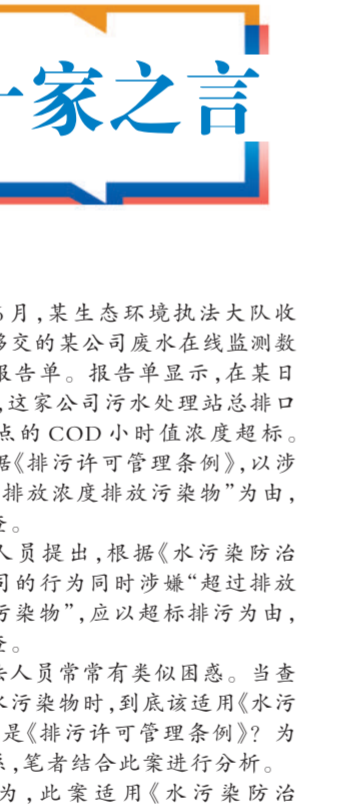 一家之言
月，某生态环境执法大队收
移交的某公司废水在线监测数
报告单。报告单显示，在某日
，这家公司污水处理站总排口
点的COD小时值浓度超标。
据《排污许可管理条例》，以涉
排放浓度排放污染物”为由，
查。
人员提出，根据《水污染防治
司的行为同时涉嫌“超过排放
污染物”，应以超标排污为由，
查。
法人员常常有类似困惑。当查
水污染物时，到底该适用《水污
是《排污许可管理条例》？为
系，笔者结合此案进行分析。
为，此案适用《水污染防治